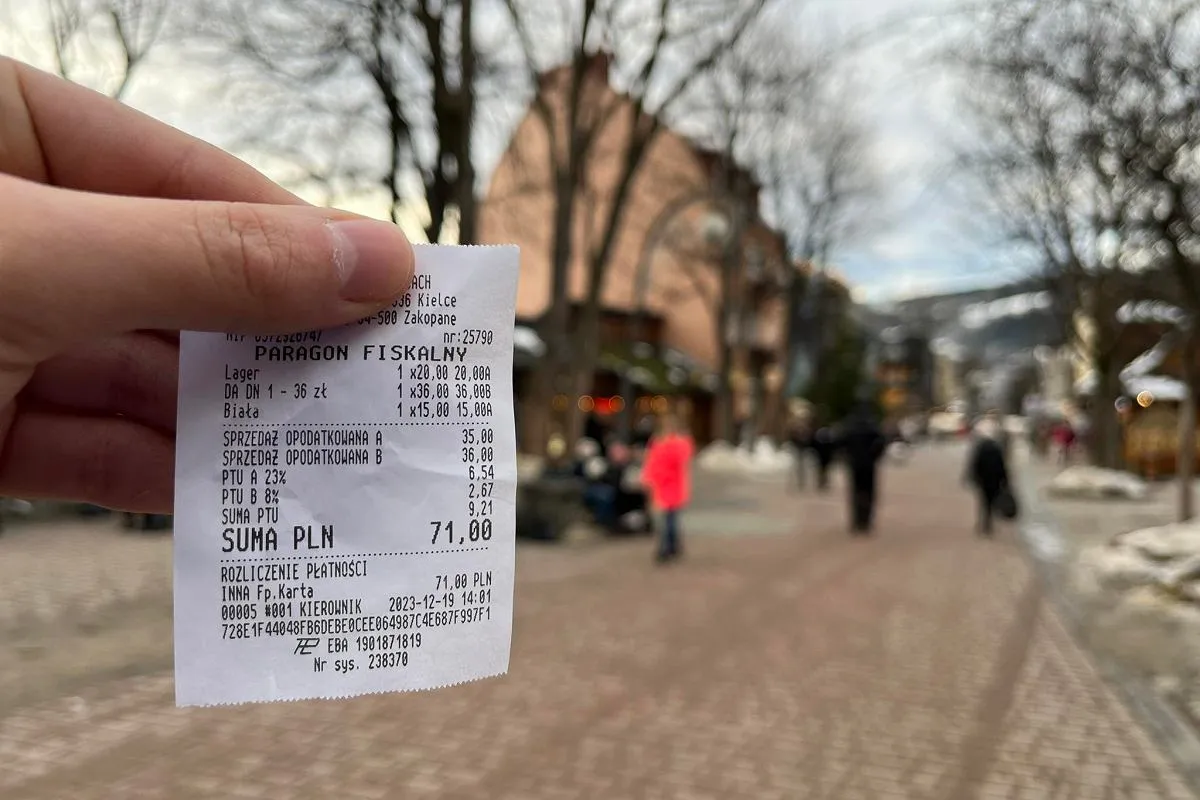 36 Kielce
-500 Zakopane
nr:25790
PARAGON FISKALNY
Lager 1 x20,00 20,00A
DA DN 1 - 36 zł 1 x36,00 36,00B
Biała 1 x15,00 15,00A
SPRZEDAŻ OPODATKOWANA A 35,00
SPRZEDAŻ OPODATKOWANA B 36,00
PTU A 23% 6,54
PTU B 8% 2,67
SUMA PTU 9,21
SUMA PLN 71,00
ROZLICZENIE PŁATNOŚCI
INNA Fp.Karta 71,00 PLN
00005 #001 KIEROWNIK 2023-12-19 14:01
728E1F44048FB6DEBE0CEE064987C4E687F997F1
EBA 1901871819
Nr sys. 238370